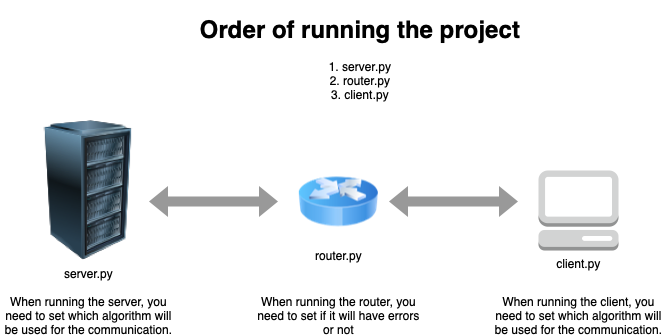 Order of running the project
1. server.py
2. router.py
3. client.py
server.py
router.py
client.py
When running the server, you
need to set which algorithm will
be used for the communication.
When running the router, you
need to set if it will have errors
or not
When running the client, you
need to set which algorithm will
be used for the communication.